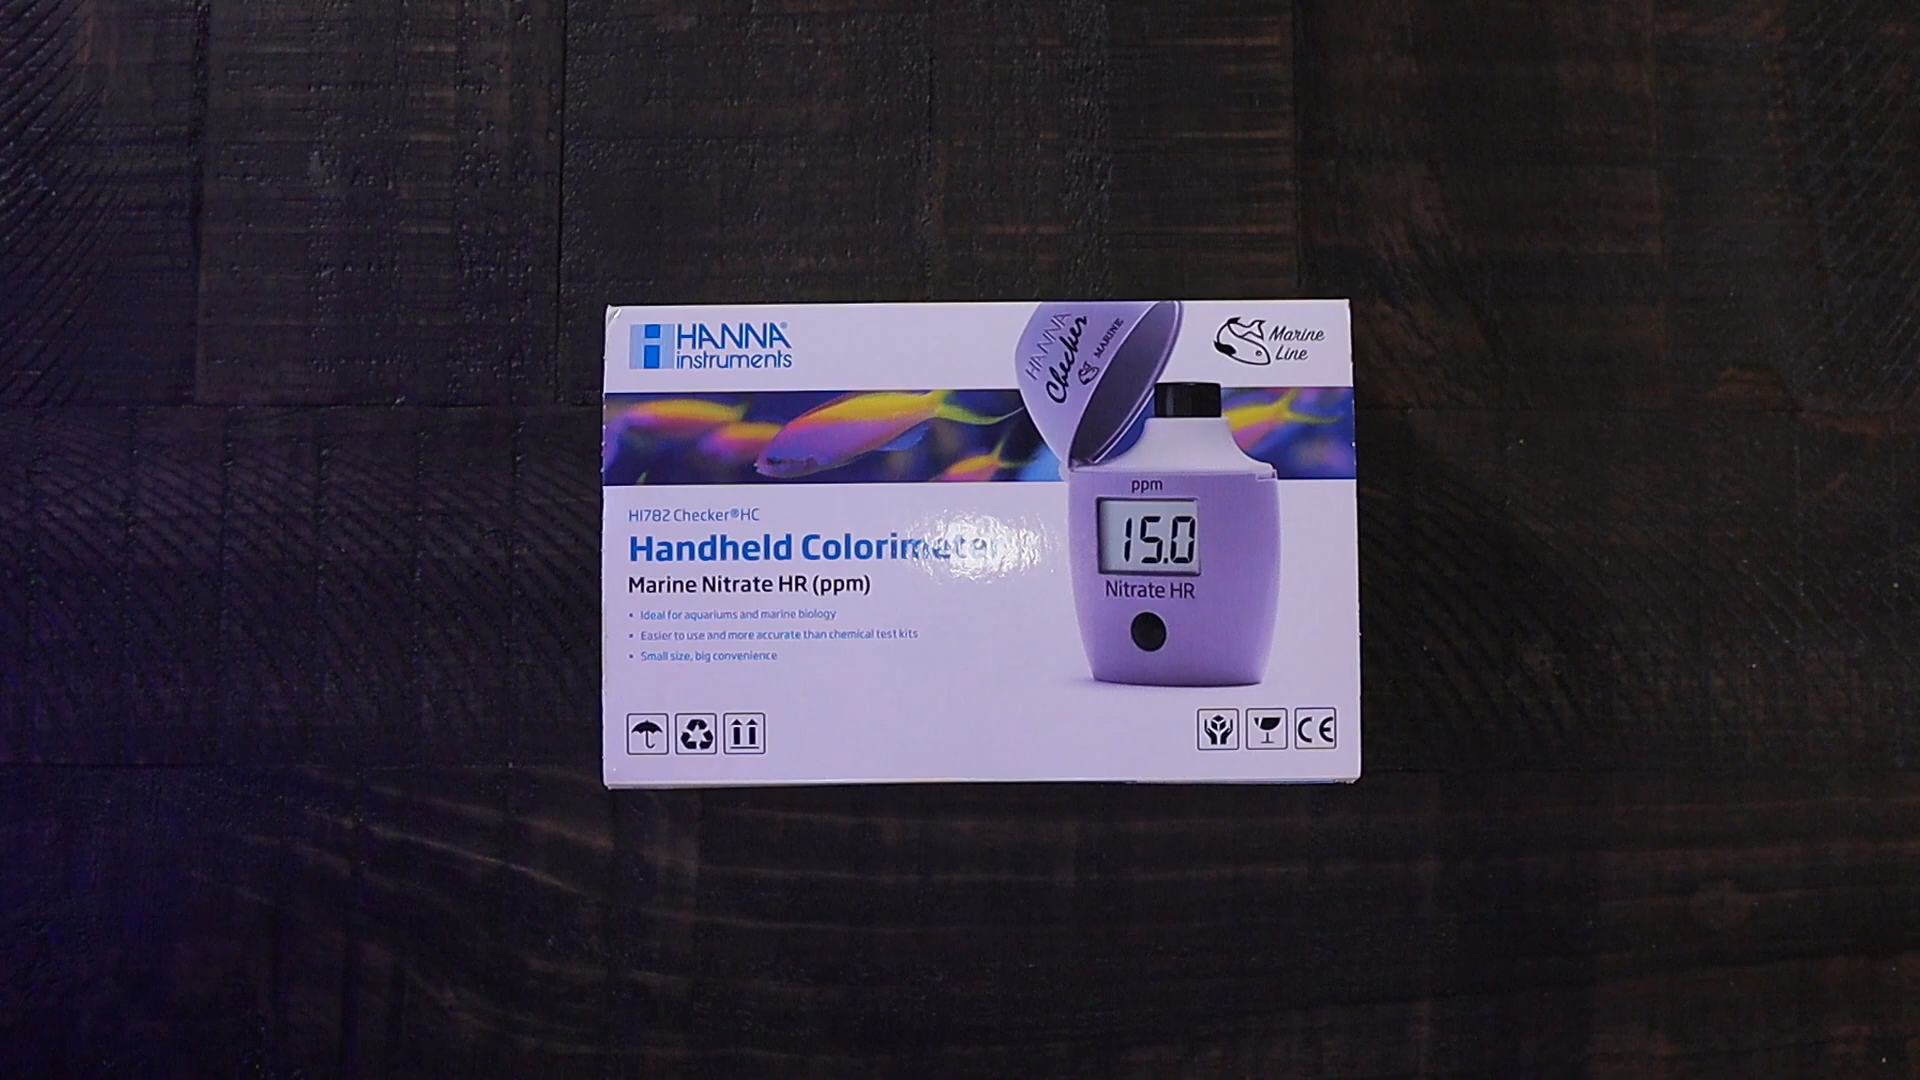 HANNA®
instruments
HANNA
Checker
MARINE
Marine
Line
HI782 Checker®HC
Handheld Colorimeter
Marine Nitrate HR (ppm)
• Ideal for aquariums and marine biology
• Easier to use and more accurate than chemical test kits
• Small size, big convenience
ppm
15.0
Nitrate HR
CE